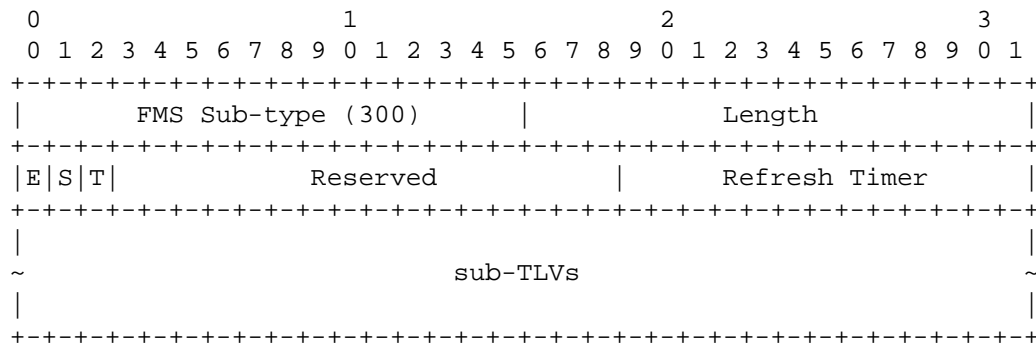 0                   1                   2                   3
 0 1 2 3 4 5 6 7 8 9 0 1 2 3 4 5 6 7 8 9 0 1 2 3 4 5 6 7 8 9 0 1
+-+-+-+-+-+-+-+-+-+-+-+-+-+-+-+-+-+-+-+-+-+-+-+-+-+-+-+-+-+-+-+-+
|       FMS Sub-type (300)      |            Length             |
+-+-+-+-+-+-+-+-+-+-+-+-+-+-+-+-+-+-+-+-+-+-+-+-+-+-+-+-+-+-+-+-+
|E|S|T|            Reserved           |      Refresh Timer      |
+-+-+-+-+-+-+-+-+-+-+-+-+-+-+-+-+-+-+-+-+-+-+-+-+-+-+-+-+-+-+-+-+
|                                                               |
~                           sub-TLVs                            ~
|                                                               |
+-+-+-+-+-+-+-+-+-+-+-+-+-+-+-+-+-+-+-+-+-+-+-+-+-+-+-+-+-+-+-+-+